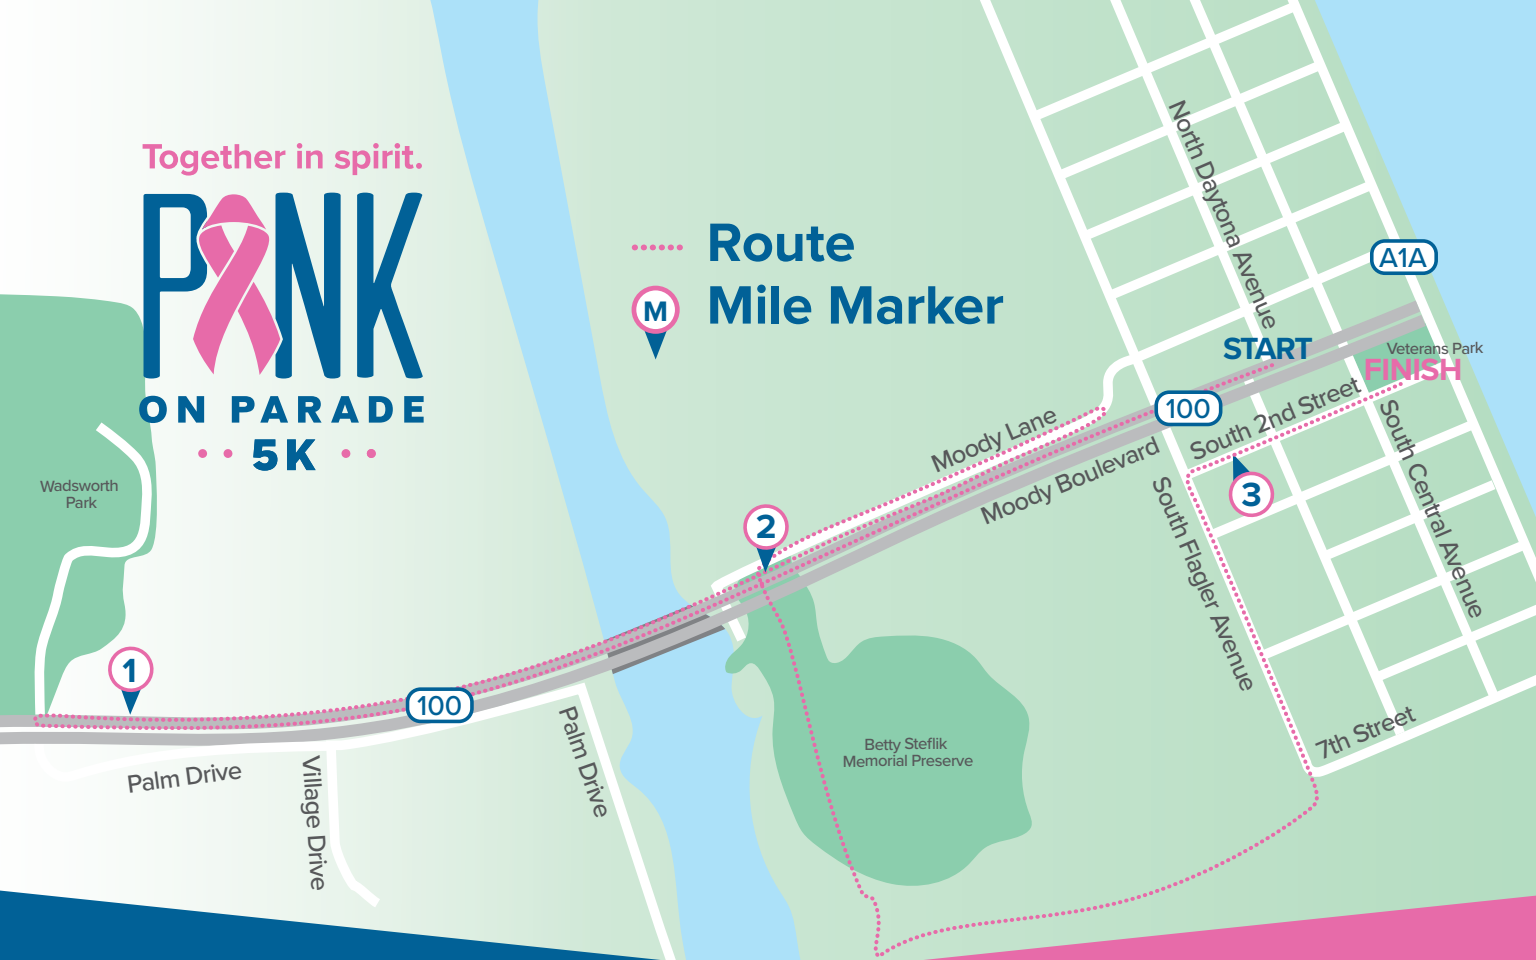 Together in spirit.
PINK
ON PARADE
5K
Route
M
Mile Marker
North Daytona Avenue
A1A
START
Veterans Park
FINISH
100
South 2nd Street
Moody Lane
Moody Boulevard
3
South Central Avenue
South Flagler Avenue
2
Wadsworth
Park
1
100
7th Street
Betty Steflik
Memorial Preserve
Palm Drive
Village Drive
Palm Drive